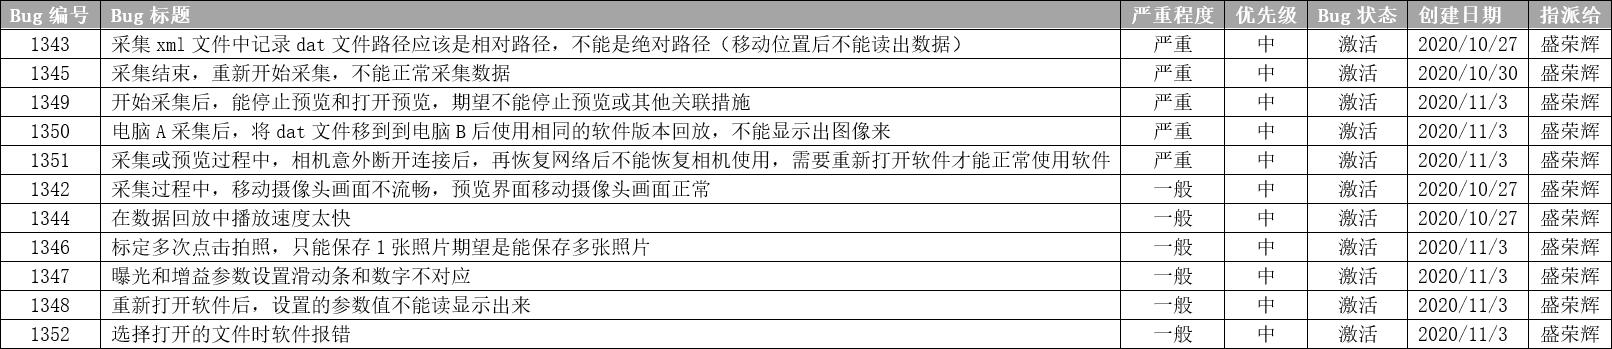 Bug 编号 Bug 标题 严重程度 优先级 Bug 状态 创建日期 指派给
1343 采集 xml 文件中记录 dat 文件路径应该是相对路径，不能是绝对路径（移动位置后不能读出数据） 严重 中 激活 2020/10/27 盛荣辉
1345 采集结束，重新开始采集，不能正常采集数据 严重 中 激活 2020/10/30 盛荣辉
1349 开始采集后，能停止预览和打开预览，期望不能停止预览或其他关联措施 严重 中 激活 2020/11/3 盛荣辉
1350 电脑 A 采集后，将 dat 文件移到到电脑 B 后使用相同的软件版本回放，不能显示出图像来 严重 中 激活 2020/11/3 盛荣辉
1351 采集或预览过程中，相机意外断开连接后，再恢复网络后不能恢复相机使用，需要重新打开软件才能正常使用软件 严重 中 激活 2020/11/3 盛荣辉
1342 采集过程中，移动摄像头画面不流畅，预览界面移动摄像头画面正常 一般 中 激活 2020/10/27 盛荣辉
1344 在数据回放中播放速度太快 一般 中 激活 2020/10/27 盛荣辉
1346 标定多次点击拍照，只能保存 1 张照片期望是能保存多张照片 一般 中 激活 2020/11/3 盛荣辉
1347 曝光和增益参数设置滑动条和数字不对应 一般 中 激活 2020/11/3 盛荣辉
1348 重新打开软件后，设置的参数值不能读显示出来 一般 中 激活 2020/11/3 盛荣辉
1352 选择打开的文件时软件报错 一般 中 激活 2020/11/3 盛荣辉